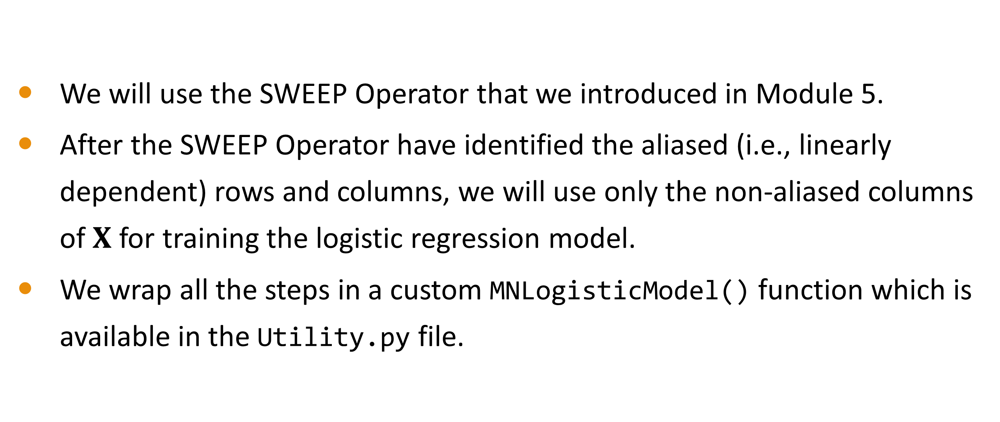 • We will use the SWEEP Operator that we introduced in Module 5.
• After the SWEEP Operator have identified the aliased (i.e., linearly
dependent) rows and columns, we will use only the non-aliased columns
of X for training the logistic regression model.
• We wrap all the steps in a custom MNLogisticModel() function which is
available in the Utility.py file.